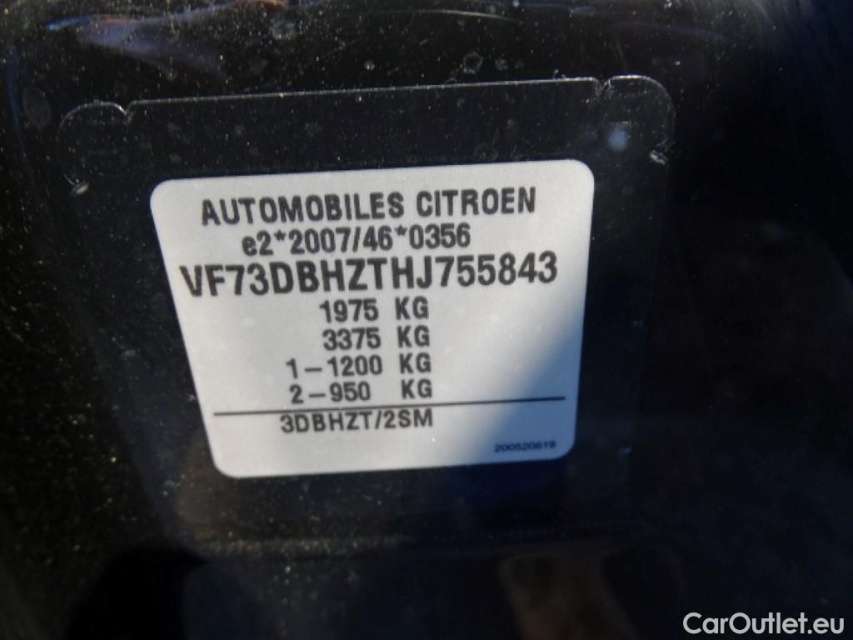 AUTOMOBILES CITROEN
e2*2007/46*0356
VF73DBHZTHJ755843
1975 KG
3375 KG
1-1200 KG
2-950 KG
3DBHZT/2SM
200520619
CarOutlet.eu